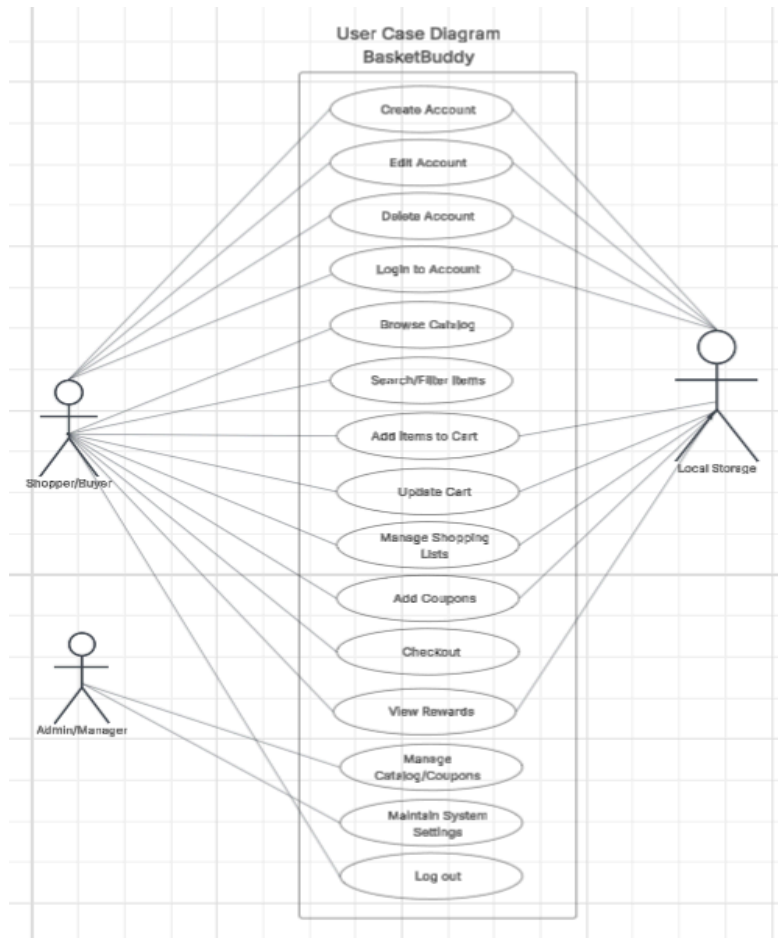 User Case Diagram
BasketBuddy
Create Account
Edit Account
Delete Account
Login to Account
Browse Catalog
Search/Filter Items
Add Items to Cart
Update Cart
Manage Shopping
Lists
Add Coupons
Checkout
View Rewards
Manage
Catalog/Coupons
Maintain System
Settings
Log out
Shopper/Buyer
Admin/Manager
Local Storage